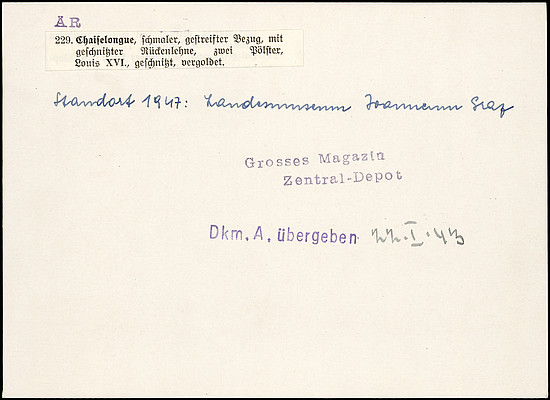 AR
229. Chaiselongue, schmaler, gestreifter Bezug, mit
geschnitzter Rückenlehne, zwei Pölster,
Louis XVI., geschnitzt, vergoldet.
Standort 1947: Landesmuseum Joanneum Graz
Grosses Magazin
Zentral-Depot
Dkm. A. übergeben 22.I.43